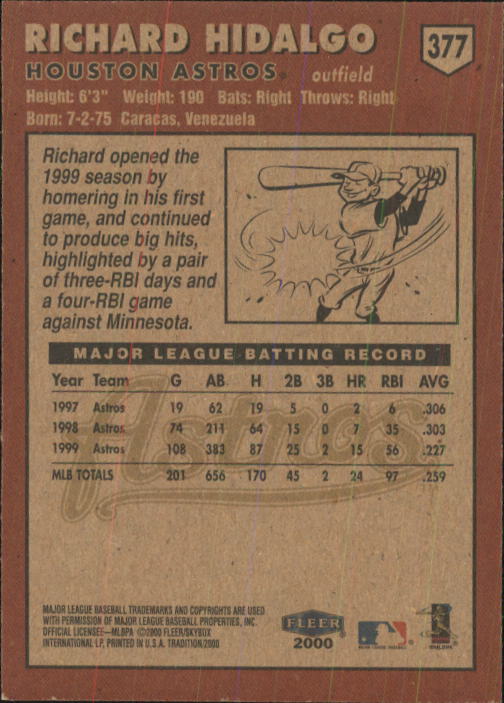 RICHARD HIDALGO
377
HOUSTON ASTROS® outfield
Height: 6'3" Weight: 190 Bats: Right Throws: Right
Born: 7-2-75 Caracas, Venezuela
Richard opened the
1999 season by
homering in his first
game, and continued
to produce big hits,
highlighted by a pair
of three-RBI days and
a four-RBI game
against Minnesota.
MAJOR LEAGUE BATTING RECORD
Year Team G AB H 2B 3B HR RBI AVG
1997 Astros 19 62 19 5 0 2 6 .306
1998 Astros 74 211 64 15 0 7 35 .303
1999 Astros 108 383 87 25 2 15 56 .227
MLB TOTALS 201 656 170 45 2 24 97 .259
Astros
MAJOR LEAGUE BASEBALL TRADEMARKS AND COPYRIGHTS ARE USED
WITH PERMISSION OF MAJOR LEAGUE BASEBALL PROPERTIES, INC.
OFFICIAL LICENSEE—MLBPA ©2000 FLEER/SKYBOX
INTERNATIONAL LP, PRINTED IN U.S.A. TRADITION 2000
FLEER
2000